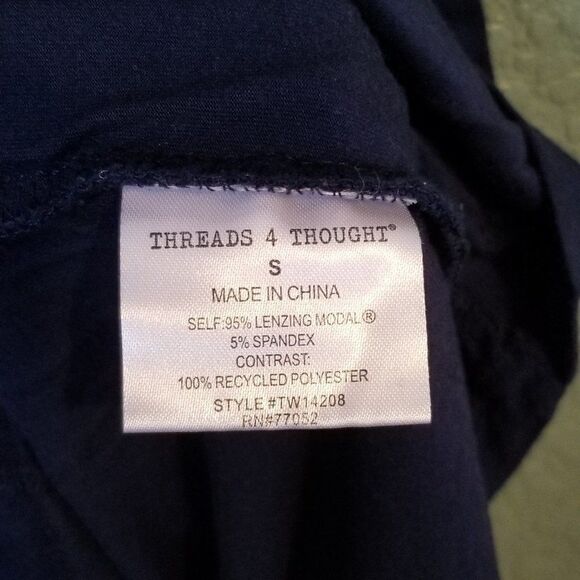 THREADS 4 THOUGHT®
S
MADE IN CHINA
SELF:95% LENZING MODAL®
5% SPANDEX
CONTRAST:
100% RECYCLED POLYESTER
STYLE #TW14208
RN#77052